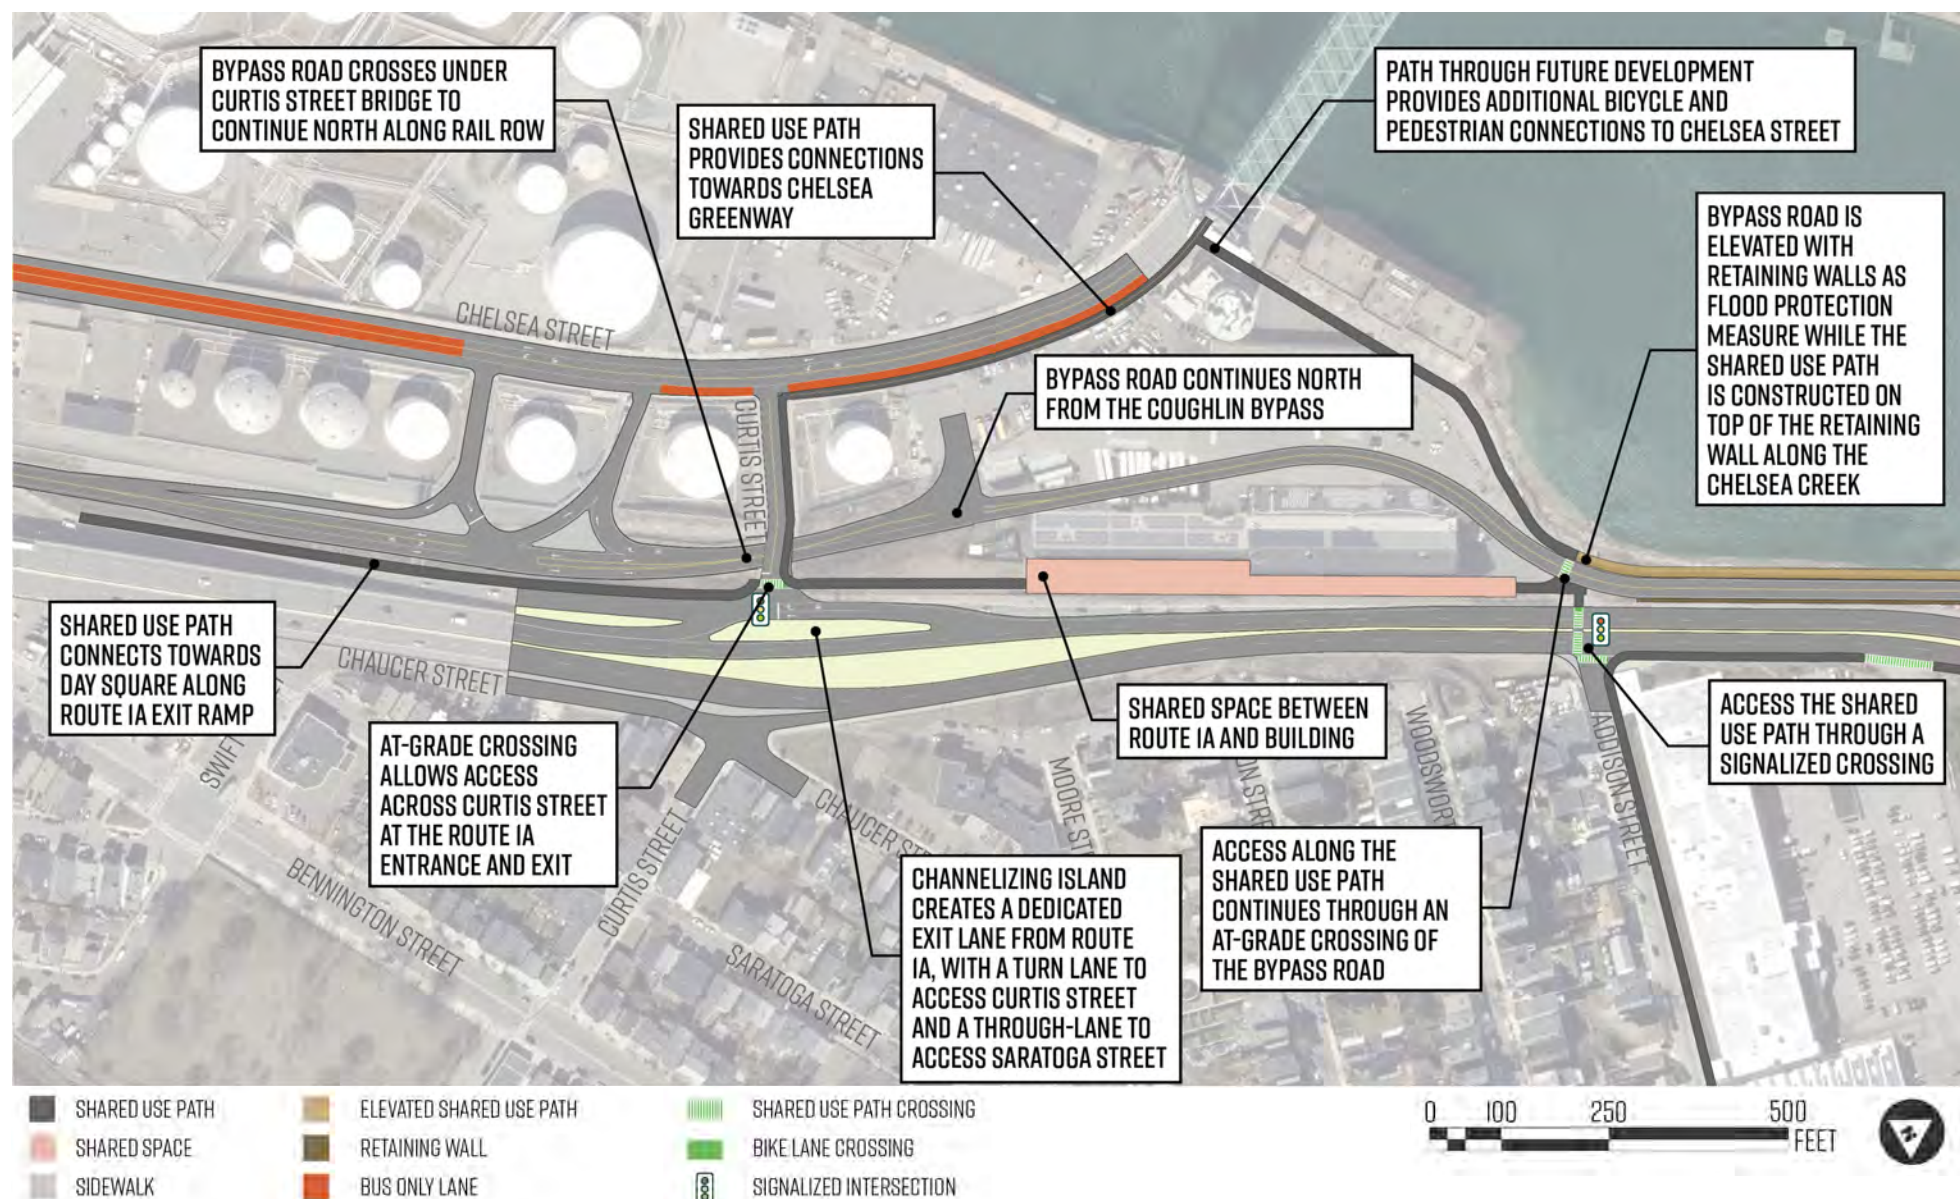 BYPASS ROAD CROSSES UNDER
CURTIS STREET BRIDGE TO
CONTINUE NORTH ALONG RAIL ROW
SHARED USE PATH
PROVIDES CONNECTIONS
TOWARDS CHELSEA
GREENWAY
PATH THROUGH FUTURE DEVELOPMENT
PROVIDES ADDITIONAL BICYCLE AND
PEDESTRIAN CONNECTIONS TO CHELSEA STREET
BYPASS ROAD IS
ELEVATED WITH
RETAINING WALLS AS
FLOOD PROTECTION
MEASURE WHILE THE
SHARED USE PATH
IS CONSTRUCTED ON
TOP OF THE RETAINING
WALL ALONG THE
CHELSEA CREEK
CHELSEA STREET
BYPASS ROAD CONTINUES NORTH
FROM THE COUGHLIN BYPASS
CURTIS STREET
SHARED USE PATH
CONNECTS TOWARDS
DAY SQUARE ALONG
ROUTE 1A EXIT RAMP
CHAUCER STREET
SWIFT
AT-GRADE CROSSING
ALLOWS ACCESS
ACROSS CURTIS STREET
AT THE ROUTE 1A
ENTRANCE AND EXIT
SHARED SPACE BETWEEN
ROUTE 1A AND BUILDING
ACCESS THE SHARED
USE PATH THROUGH A
SIGNALIZED CROSSING
BENNINGTON STREET
CURTIS STREET
CHAUCER ST
SARATOGA STREET
CHANNELIZING ISLAND
CREATES A DEDICATED
EXIT LANE FROM ROUTE
1A, WITH A TURN LANE TO
ACCESS CURTIS STREET
AND A THROUGH-LANE TO
ACCESS SARATOGA STREET
MOORE ST
ON STRE
WOODSWORT
ADDISON STREET
ACCESS ALONG THE
SHARED USE PATH
CONTINUES THROUGH AN
AT-GRADE CROSSING OF
THE BYPASS ROAD
SHARED USE PATH
SHARED SPACE
SIDEWALK
ELEVATED SHARED USE PATH
RETAINING WALL
BUS ONLY LANE
SHARED USE PATH CROSSING
BIKE LANE CROSSING
SIGNALIZED INTERSECTION
0 100 250 500
FEET
N